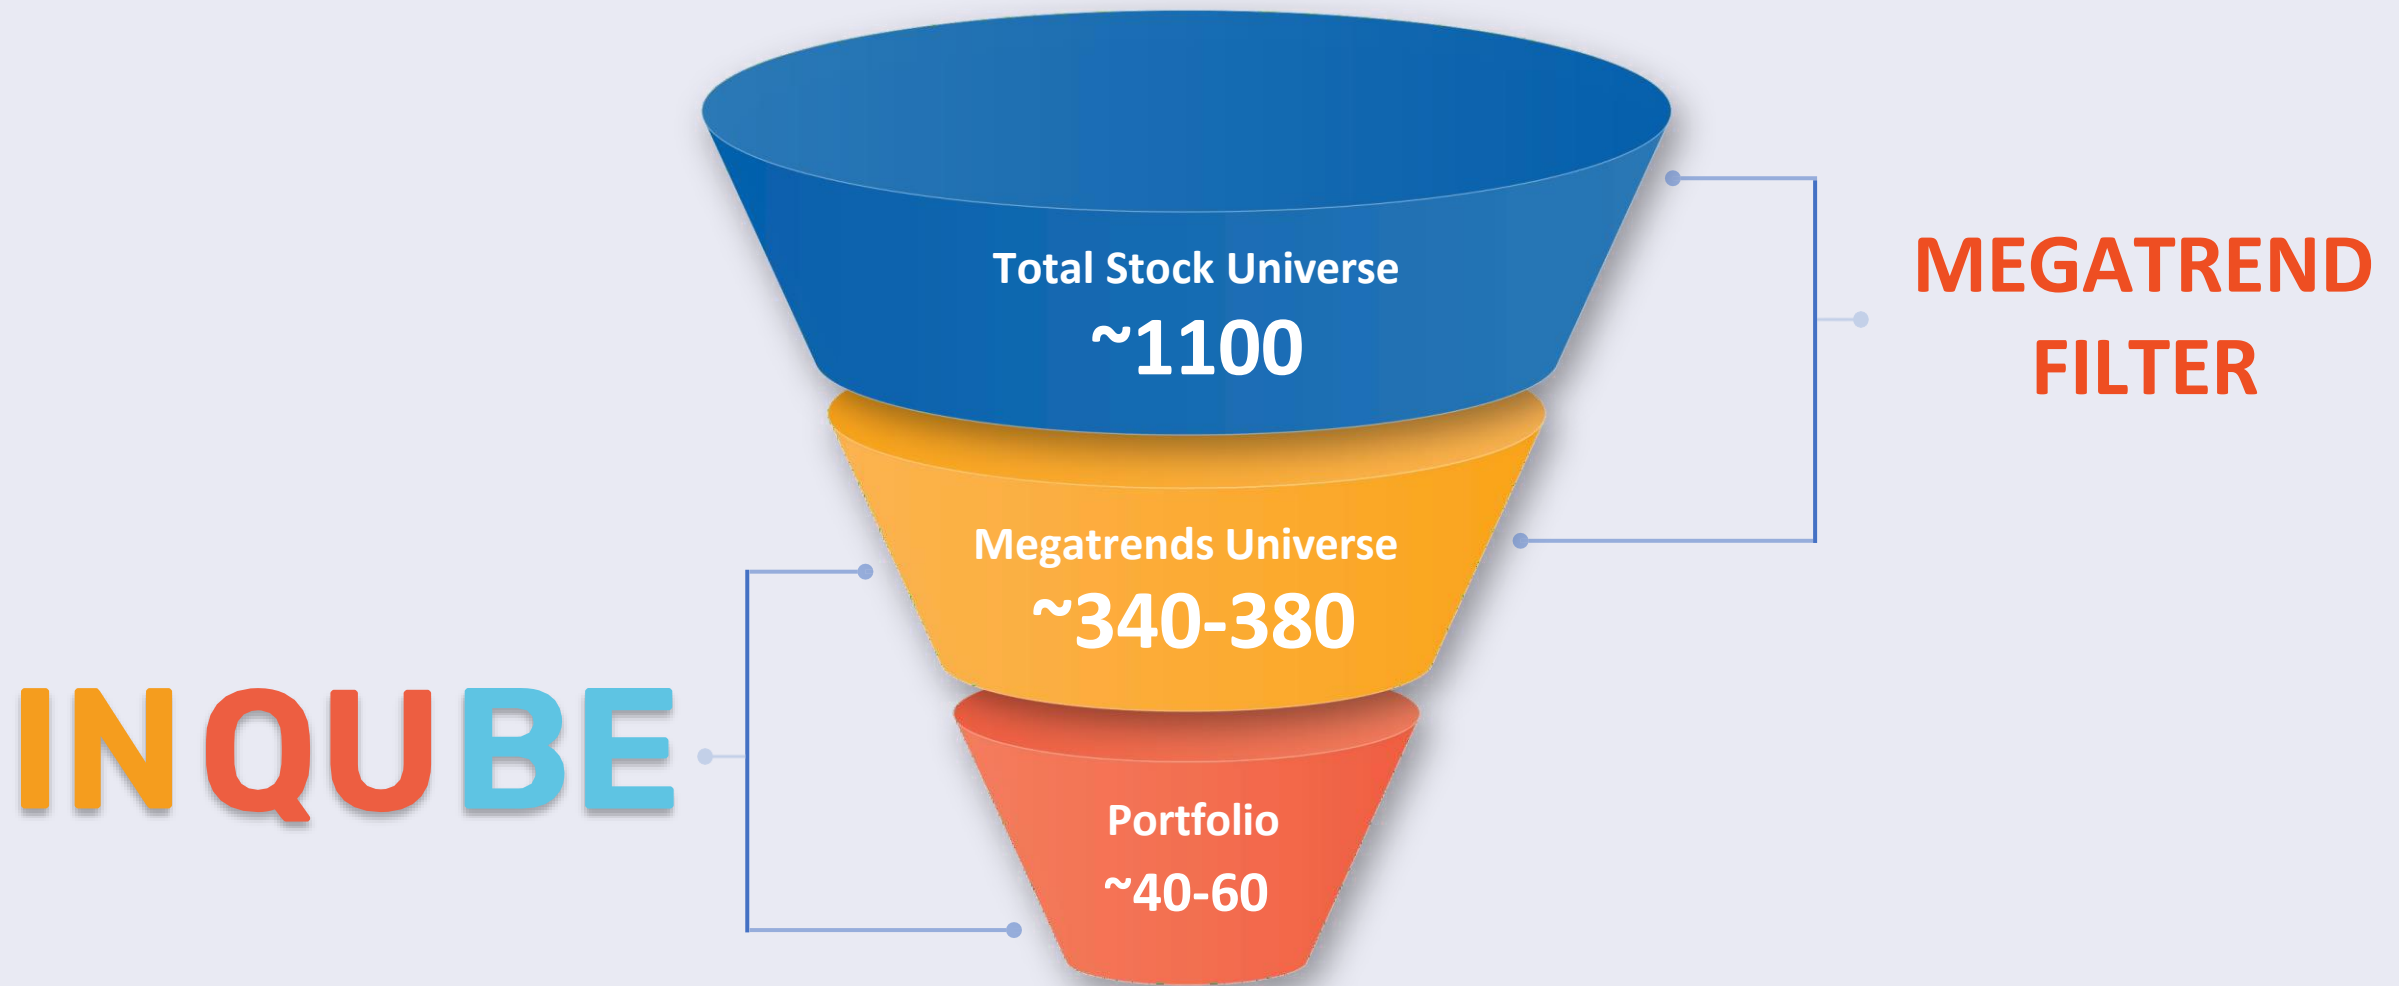 Total Stock Universe
~1100
MEGATREND
FILTER
Megatrends Universe
~340-380
INQUBE
Portfolio
~40-60